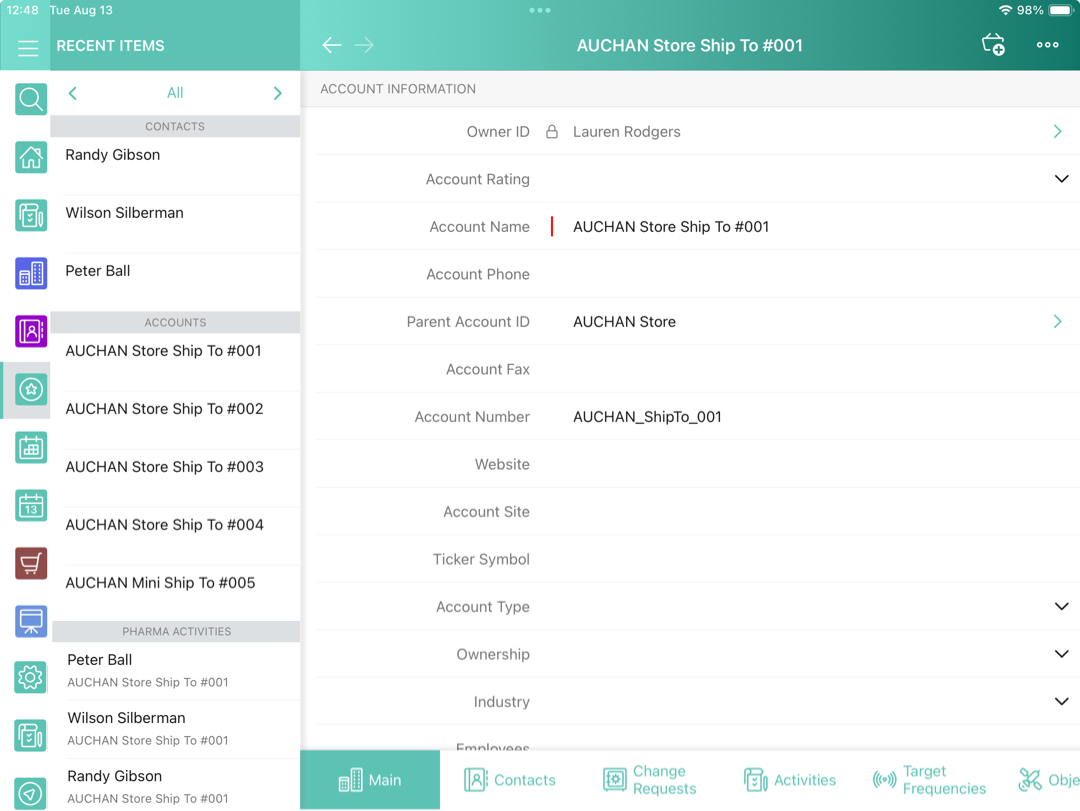 12:48 Tue Aug 13
98%
RECENT ITEMS
AUCHAN Store Ship To #001
All
CONTACTS
Randy Gibson
Wilson Silberman
Peter Ball
ACCOUNTS
AUCHAN Store Ship To #001
AUCHAN Store Ship To #002
AUCHAN Store Ship To #003
AUCHAN Store Ship To #004
AUCHAN Mini Ship To #005
PHARMA ACTIVITIES
Peter Ball
AUCHAN Store Ship To #001
Wilson Silberman
AUCHAN Store Ship To #001
Randy Gibson
AUCHAN Store Ship To #001
13
ACCOUNT INFORMATION
Owner ID Lauren Rodgers
Account Rating
Account Name AUCHAN Store Ship To #001
Account Phone
Parent Account ID AUCHAN Store
Account Fax
Account Number AUCHAN_ShipTo_001
Website
Account Site
Ticker Symbol
Account Type
Ownership
Industry
Employees
Main
Contacts
Change
Requests
Activities
Target
Frequencies
Obje